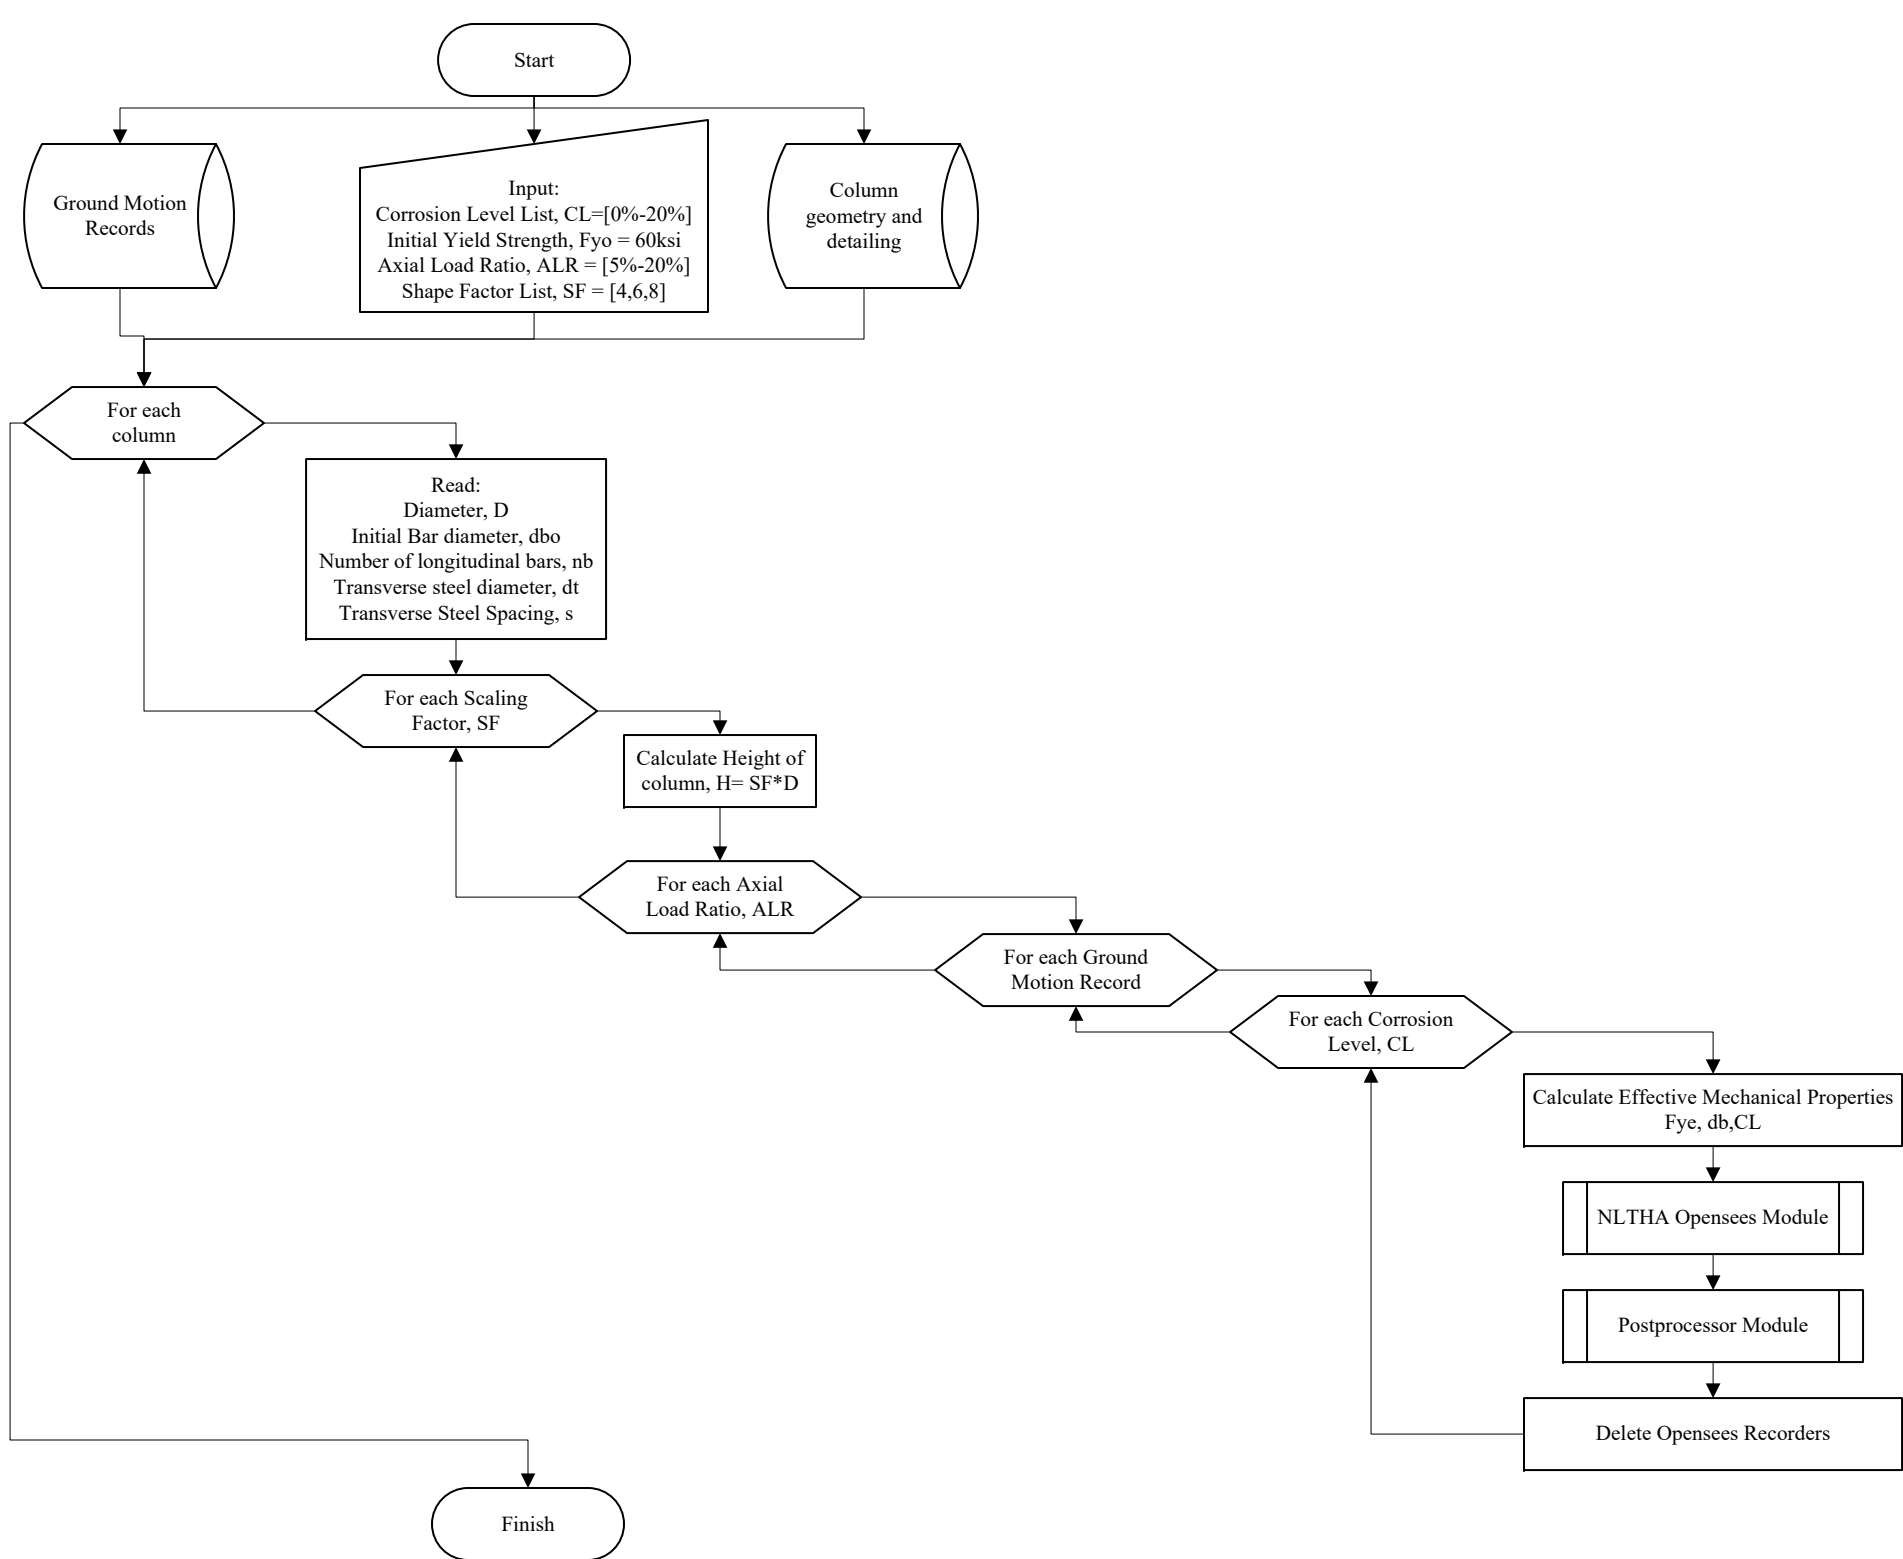 Start
Ground Motion
Records
Input:
Corrosion Level List, CL=[0%-20%]
Initial Yield Strength, Fyo = 60ksi
Axial Load Ratio, ALR = [5%-20%]
Shape Factor List, SF = [4,6,8]
Column
geometry and
detailing
For each
column
Read:
Diameter, D
Initial Bar diameter, dbo
Number of longitudinal bars, nb
Transverse steel diameter, dt
Transverse Steel Spacing, s
For each Scaling
Factor, SF
Calculate Height of
column, H= SF*D
For each Axial
Load Ratio, ALR
For each Ground
Motion Record
For each Corrosion
Level, CL
Calculate Effective Mechanical Properties
Fye, db,CL
NLTHA Opensees Module
Postprocessor Module
Delete Opensees Recorders
Finish